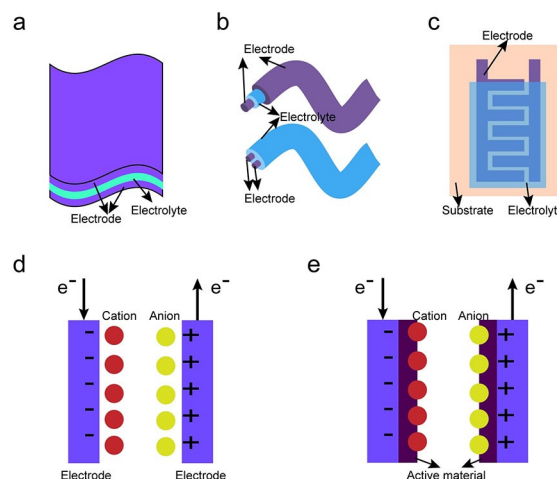 a
b
c
Electrode
Electrolyte
Electrode
Electrolyte
Electrode
Electrode
Substrate
Electrolyt
d
e
e⁻
e⁻
Cation
Anion
- - - - -
+ + + + +
Electrode
Electrode
e⁻
e⁻
Cation
Anion
- - - - -
+ + + + +
Active material